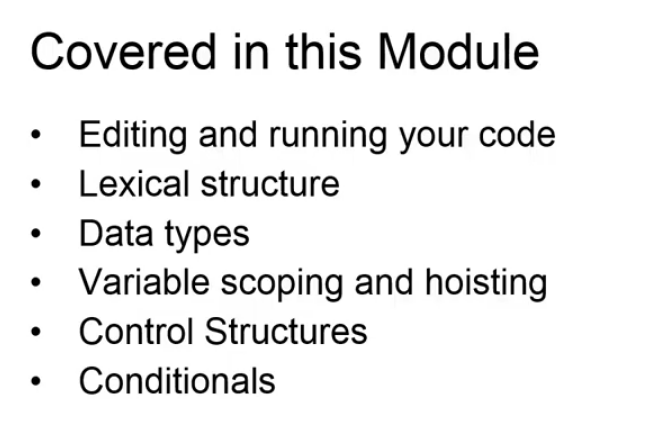 Covered in this Module
• Editing and running your code
• Lexical structure
• Data types
• Variable scoping and hoisting
• Control Structures
• Conditionals